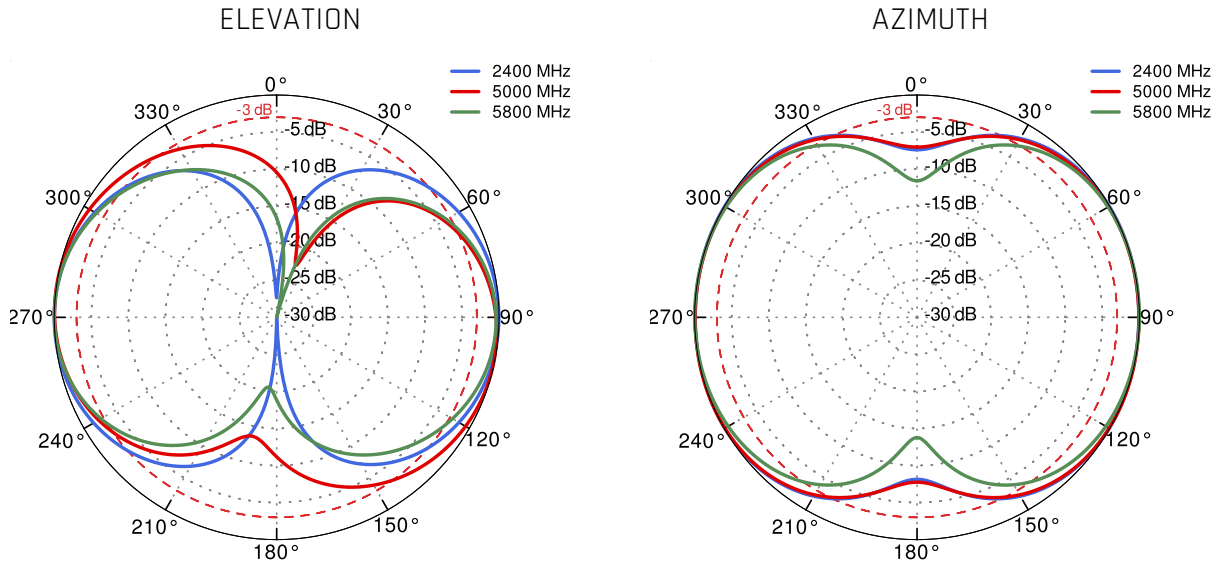 ELEVATION
2400 MHz
5000 MHz
5800 MHz
0°
-3 dB
330°
30°
-5 dB
-10 dB
300°
60°
-15 dB
-20 dB
-25 dB
270°
-30 dB
90°
240°
120°
210°
150°
180°
AZIMUTH
2400 MHz
5000 MHz
5800 MHz
0°
-3 dB
330°
30°
-5 dB
-10 dB
300°
60°
-15 dB
-20 dB
-25 dB
270°
-30 dB
90°
240°
120°
210°
150°
180°